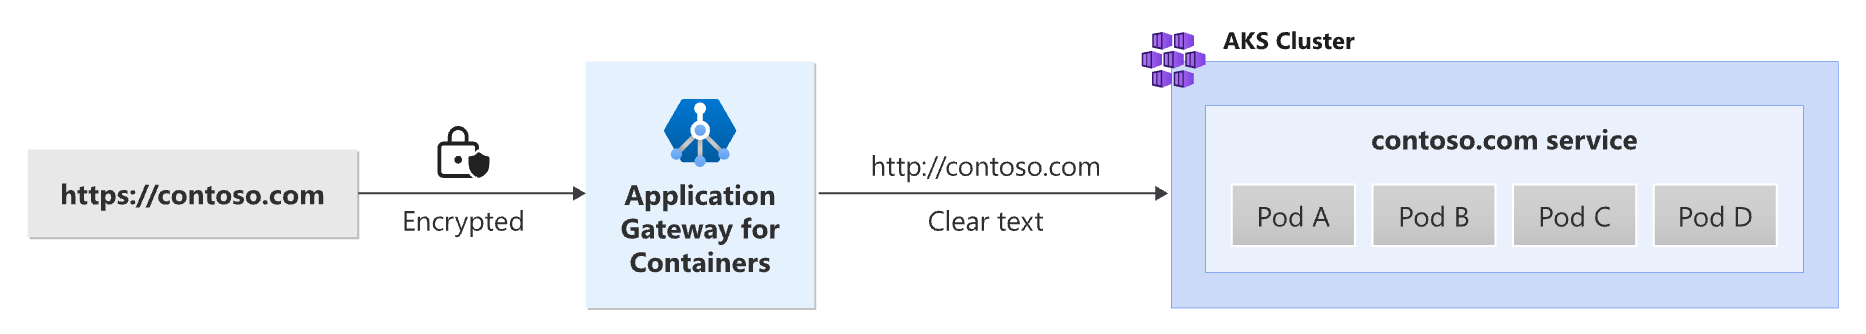 AKS Cluster
https://contoso.com
Encrypted
Application
Gateway for
Containers
http://contoso.com
Clear text
contoso.com service
Pod A
Pod B
Pod C
Pod D